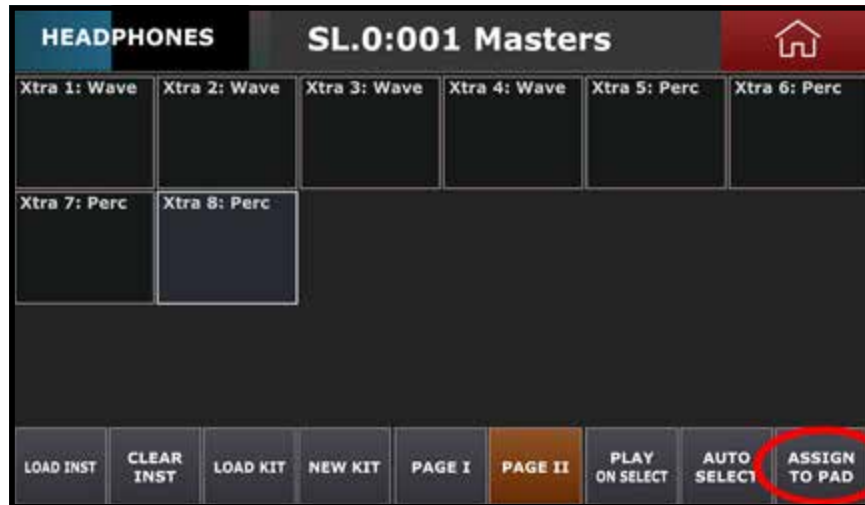 HEADPHONES SL.0:001 Masters
Xtra 1: Wave Xtra 2: Wave Xtra 3: Wave Xtra 4: Wave Xtra 5: Perc Xtra 6: Perc
Xtra 7: Perc Xtra 8: Perc
LOAD INST CLEAR INST LOAD KIT NEW KIT PAGE I PAGE II PLAY ON SELECT AUTO SELECT ASSIGN TO PAD